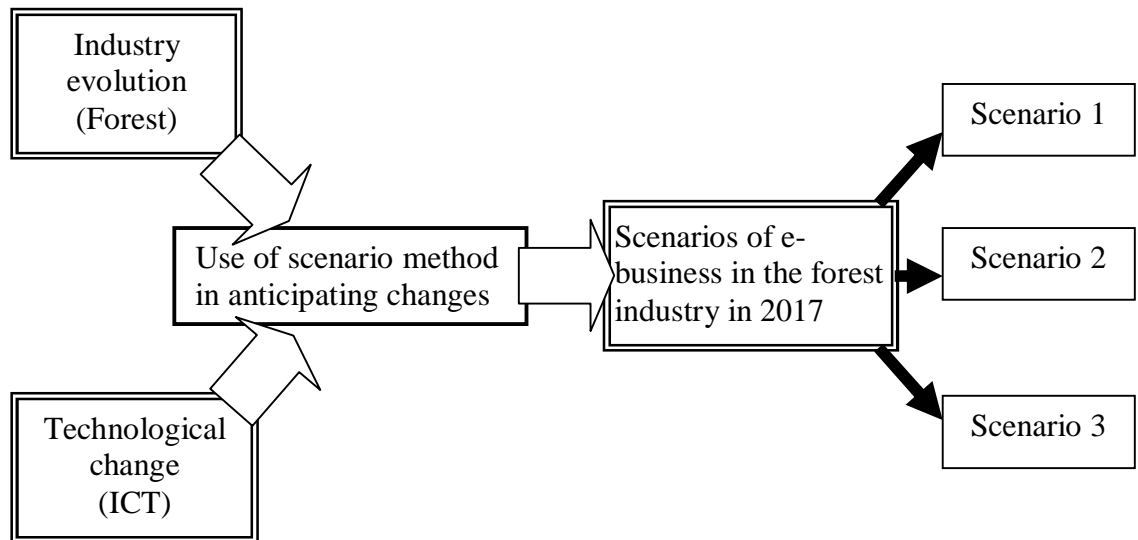 Industry
evolution
(Forest)
Scenario 1
Use of scenario method
in anticipating changes
Scenarios of e-
business in the forest
industry in 2017
Scenario 2
Technological
change
(ICT)
Scenario 3